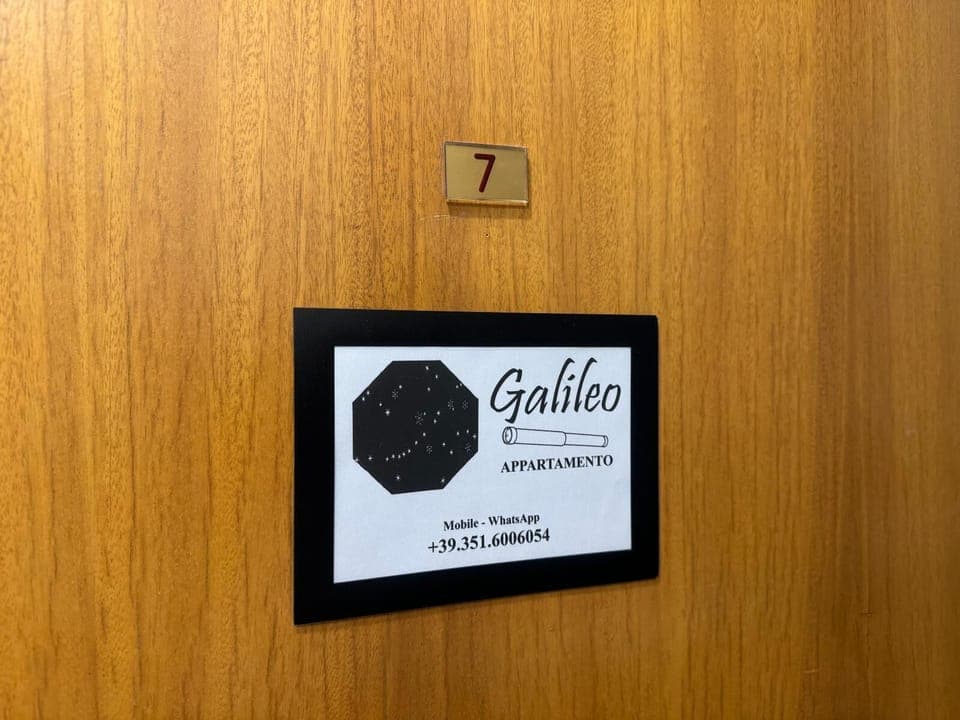 7
Galileo
APPARTAMENTO
Mobile - WhatsApp
+39.351.6006054